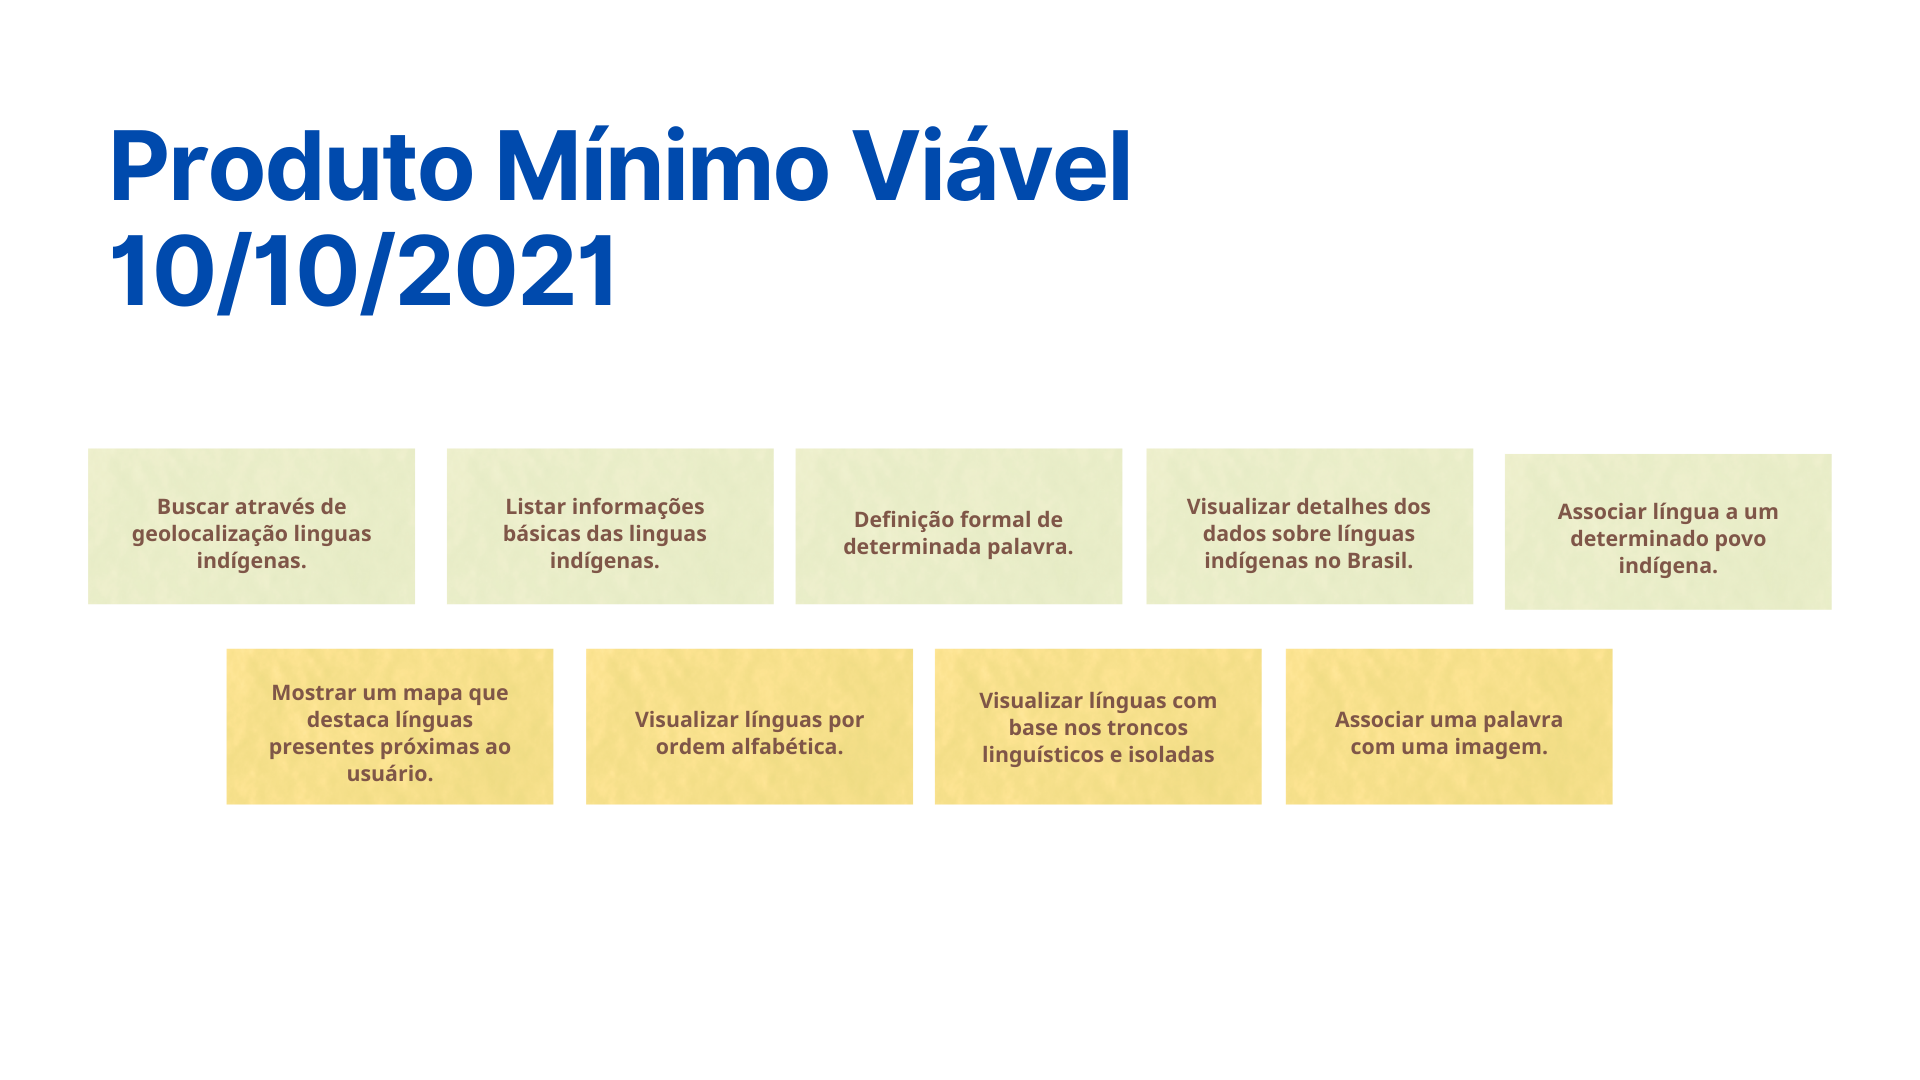 Produto Mínimo Viável
10/10/2021
Buscar através de
geolocalização linguas
indígenas.
Listar informações
básicas das linguas
indígenas.
Definição formal de
determinada palavra.
Visualizar detalhes dos
dados sobre línguas
indígenas no Brasil.
Associar língua a um
determinado povo
indígena.
Mostrar um mapa que
destaca línguas
presentes próximas ao
usuário.
Visualizar línguas por
ordem alfabética.
Visualizar línguas com
base nos troncos
linguísticos e isoladas
Associar uma palavra
com uma imagem.